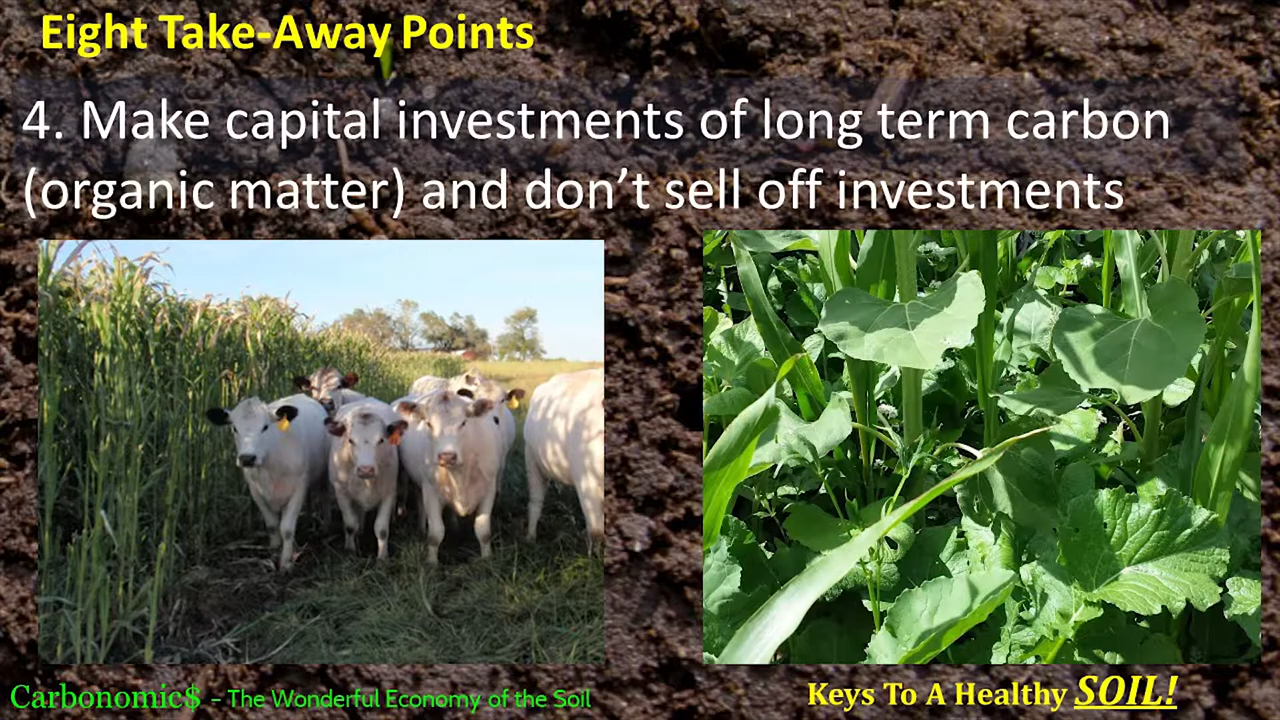 Eight Take-Away Points
4. Make capital investments of long term carbon
(organic matter) and don’t sell off investments
Carbonomic$ – The Wonderful Economy of the Soil
Keys To A Healthy SOIL!